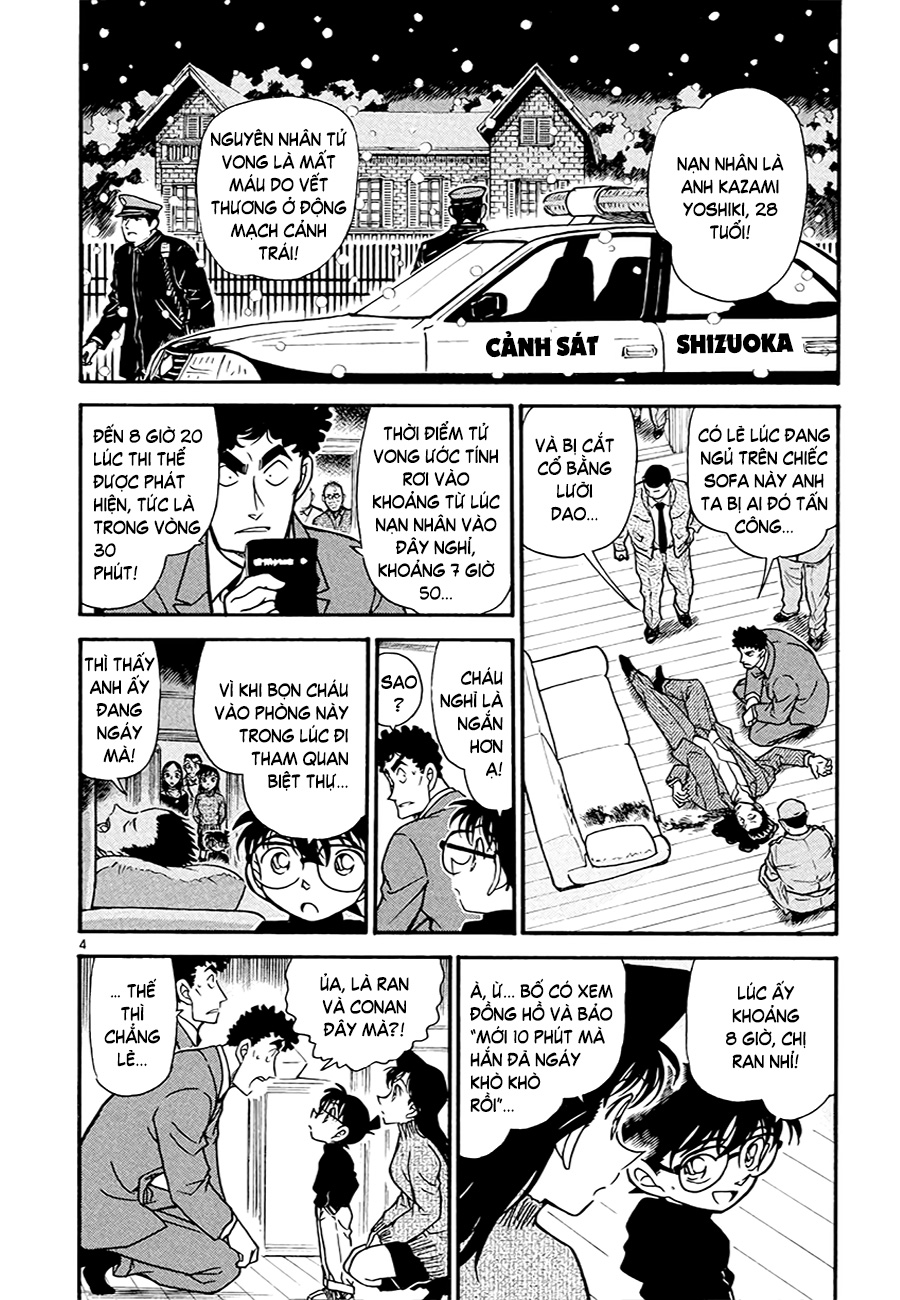 NẠN NHÂN LÀ
ANH KAZAMI
YOSHIKI, 28
TUỔI!
NGUYÊN NHÂN TỬ
VONG LÀ MẤT
MÁU DO VẾT
THƯƠNG Ở ĐỘNG
MẠCH CẢNH
TRÁI!
CẢNH SÁT SHIZUOKA
CÓ LẼ LÚC ĐANG
NGỦ TRÊN CHIẾC
SOFA NÀY ANH
TA BỊ AI ĐÓ TẤN
CÔNG...
VÀ BỊ CẮT
CỔ BẰNG
LƯỠI
DAO...
THỜI ĐIỂM TỬ
VONG ƯỚC TÍNH
RƠI VÀO
KHOẢNG TỪ LÚC
NẠN NHÂN VÀO
ĐÂY NGHỈ,
KHOẢNG 7 GIỜ
50...
ĐẾN 8 GIỜ 20
LÚC THI THỂ
ĐƯỢC PHÁT
HIỆN, TỨC LÀ
TRONG VÒNG
30
PHÚT!
CHÁU
NGHĨ LÀ
NGẮN
HƠN
Ạ!
SAO
?
VÌ KHI BỌN CHÁU
VÀO PHÒNG NÀY
TRONG LÚC ĐI
THAM QUAN
BIỆT THỰ...
THÌ THẤY
ANH ẤY
ĐANG
NGÁY
MÀ!
4
LÚC ẤY
KHOẢNG
8 GIỜ, CHỊ
RAN NHỈ!
À, Ừ... BỐ CÓ XEM
ĐỒNG HỒ VÀ BẢO
"MỚI 10 PHÚT MÀ
HẮN ĐÃ NGÁY
KHÒ KHÒ
RỒI"...
ỦA, LÀ RAN
VÀ CONAN
ĐÂY MÀ?!
... THẾ
THÌ
CHẲNG
LẼ...